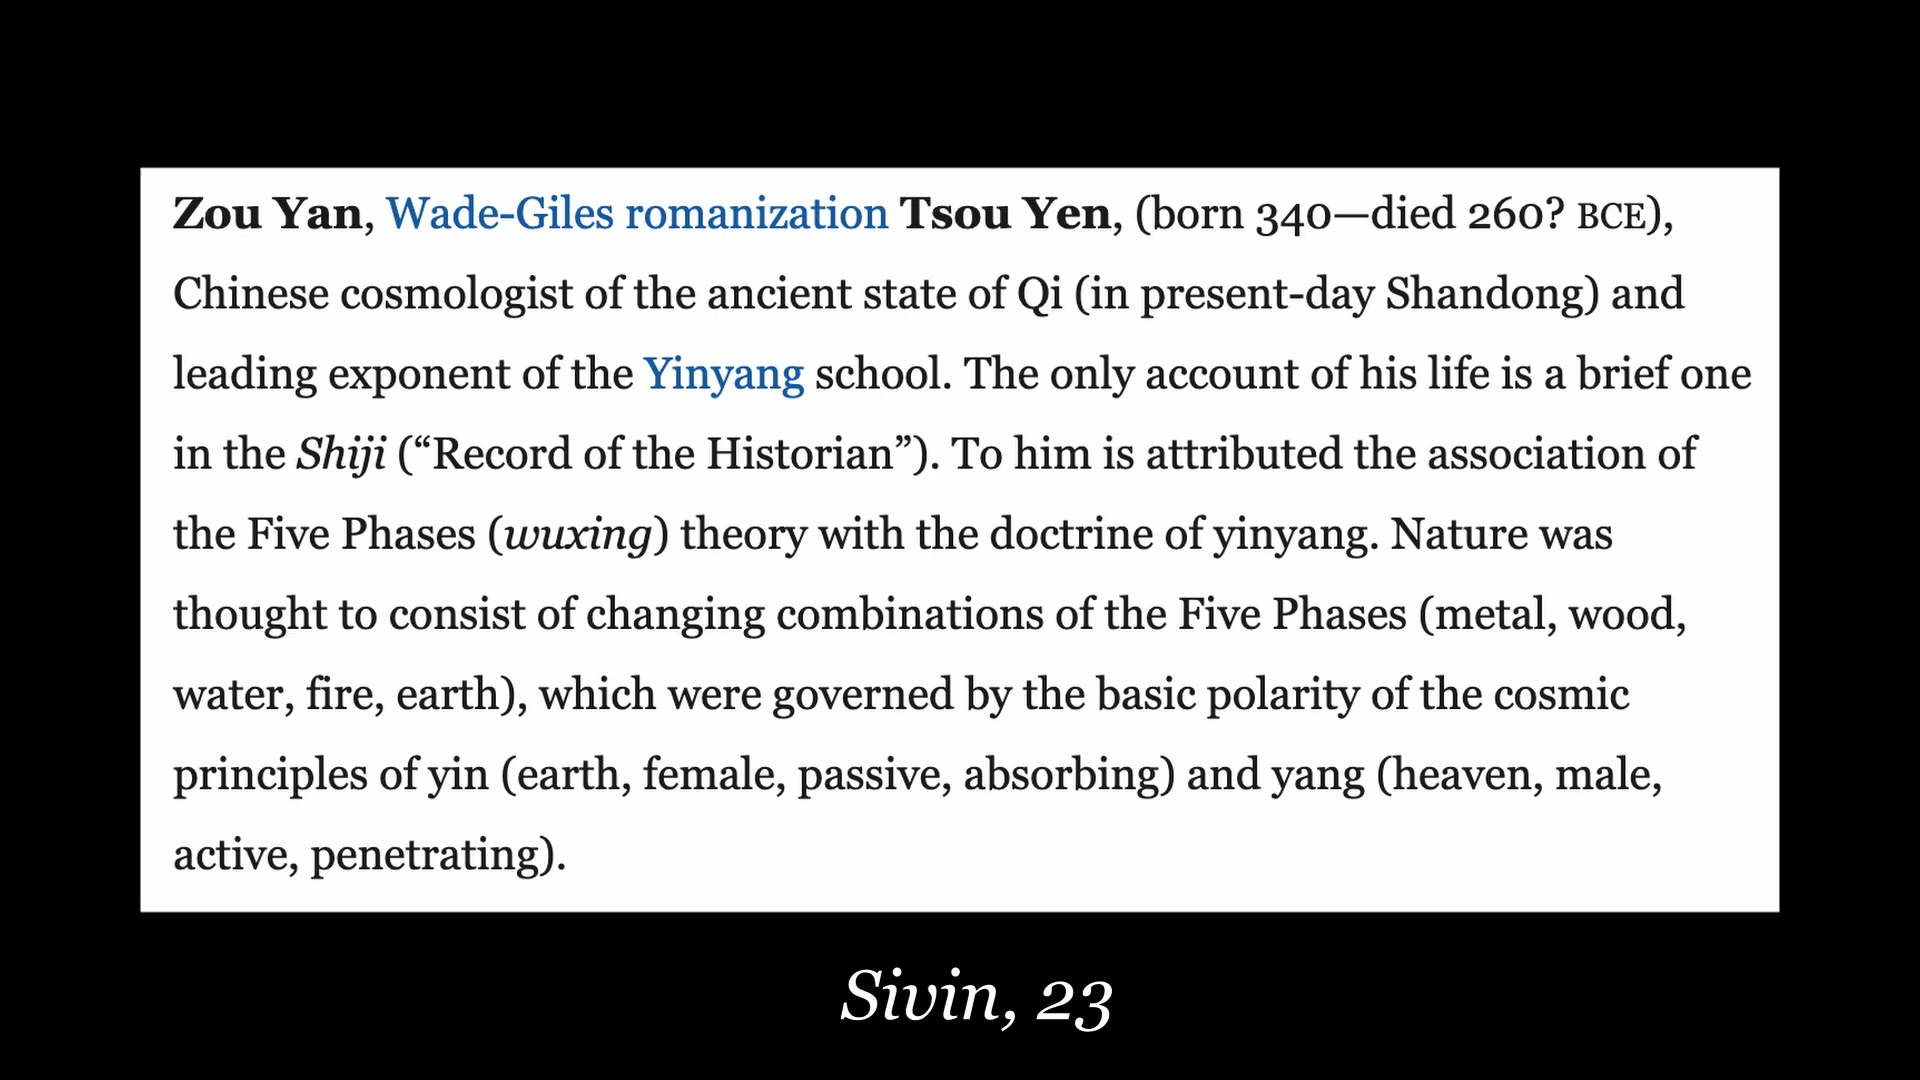 Zou Yan, Wade-Giles romanization Tsou Yen, (born 340—died 260? BCE),
Chinese cosmologist of the ancient state of Qi (in present-day Shandong) and
leading exponent of the Yinyang school. The only account of his life is a brief one
in the Shiji (“Record of the Historian”). To him is attributed the association of
the Five Phases (wuxing) theory with the doctrine of yinyang. Nature was
thought to consist of changing combinations of the Five Phases (metal, wood,
water, fire, earth), which were governed by the basic polarity of the cosmic
principles of yin (earth, female, passive, absorbing) and yang (heaven, male,
active, penetrating).
Sivin, 23